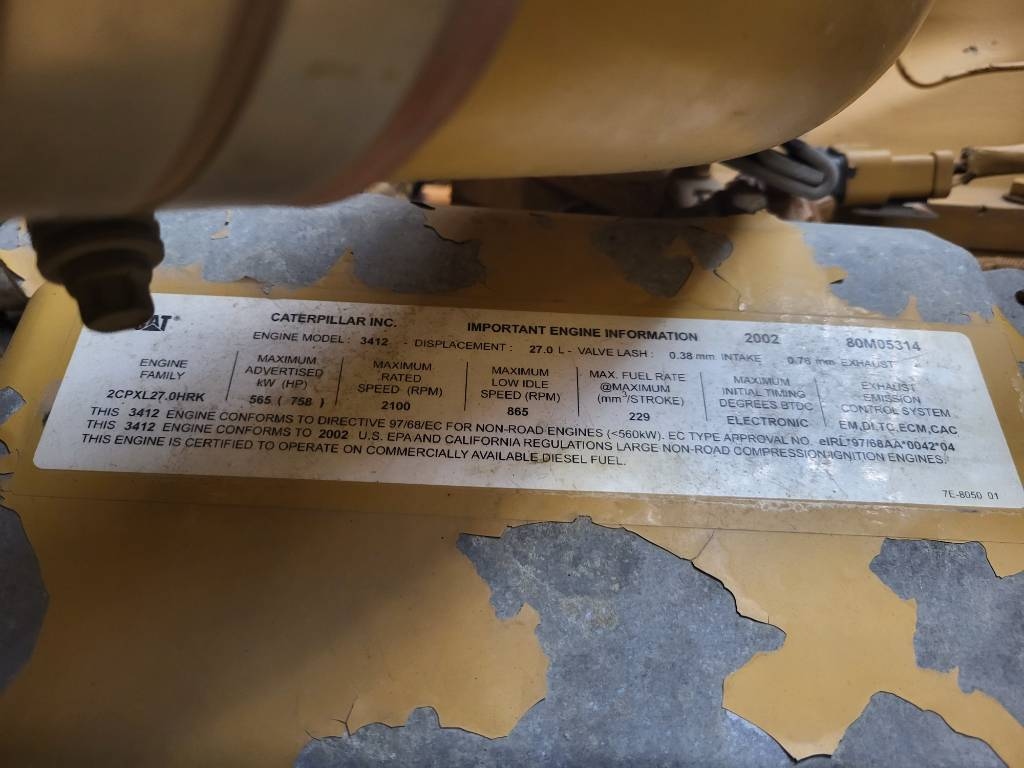 CAT®
CATERPILLAR INC. IMPORTANT ENGINE INFORMATION 2002 80M05314
ENGINE MODEL : 3412 - DISPLACEMENT : 27.0 L - VALVE LASH : 0.38 mm INTAKE 0.76 mm EXHAUST
ENGINE FAMILY
2CPXL27.0HRK
MAXIMUM ADVERTISED kW (HP)
565 ( 758 )
MAXIMUM RATED SPEED (RPM)
2100
MAXIMUM LOW IDLE SPEED (RPM)
865
MAX. FUEL RATE @MAXIMUM (mm³/STROKE)
229
MAXIMUM INITIAL TIMING DEGREES BTDC
ELECTRONIC
EXHAUST EMISSION CONTROL SYSTEM
EM,DI,TC,ECM,CAC
THIS 3412 ENGINE CONFORMS TO DIRECTIVE 97/68/EC FOR NON-ROAD ENGINES (<560kW). EC TYPE APPROVAL NO. eIRL*97/68AA*0042*04
THIS 3412 ENGINE CONFORMS TO 2002 U.S. EPA AND CALIFORNIA REGULATIONS LARGE NON-ROAD COMPRESSION IGNITION ENGINES.
THIS ENGINE IS CERTIFIED TO OPERATE ON COMMERCIALLY AVAILABLE DIESEL FUEL.
7E-8050 01